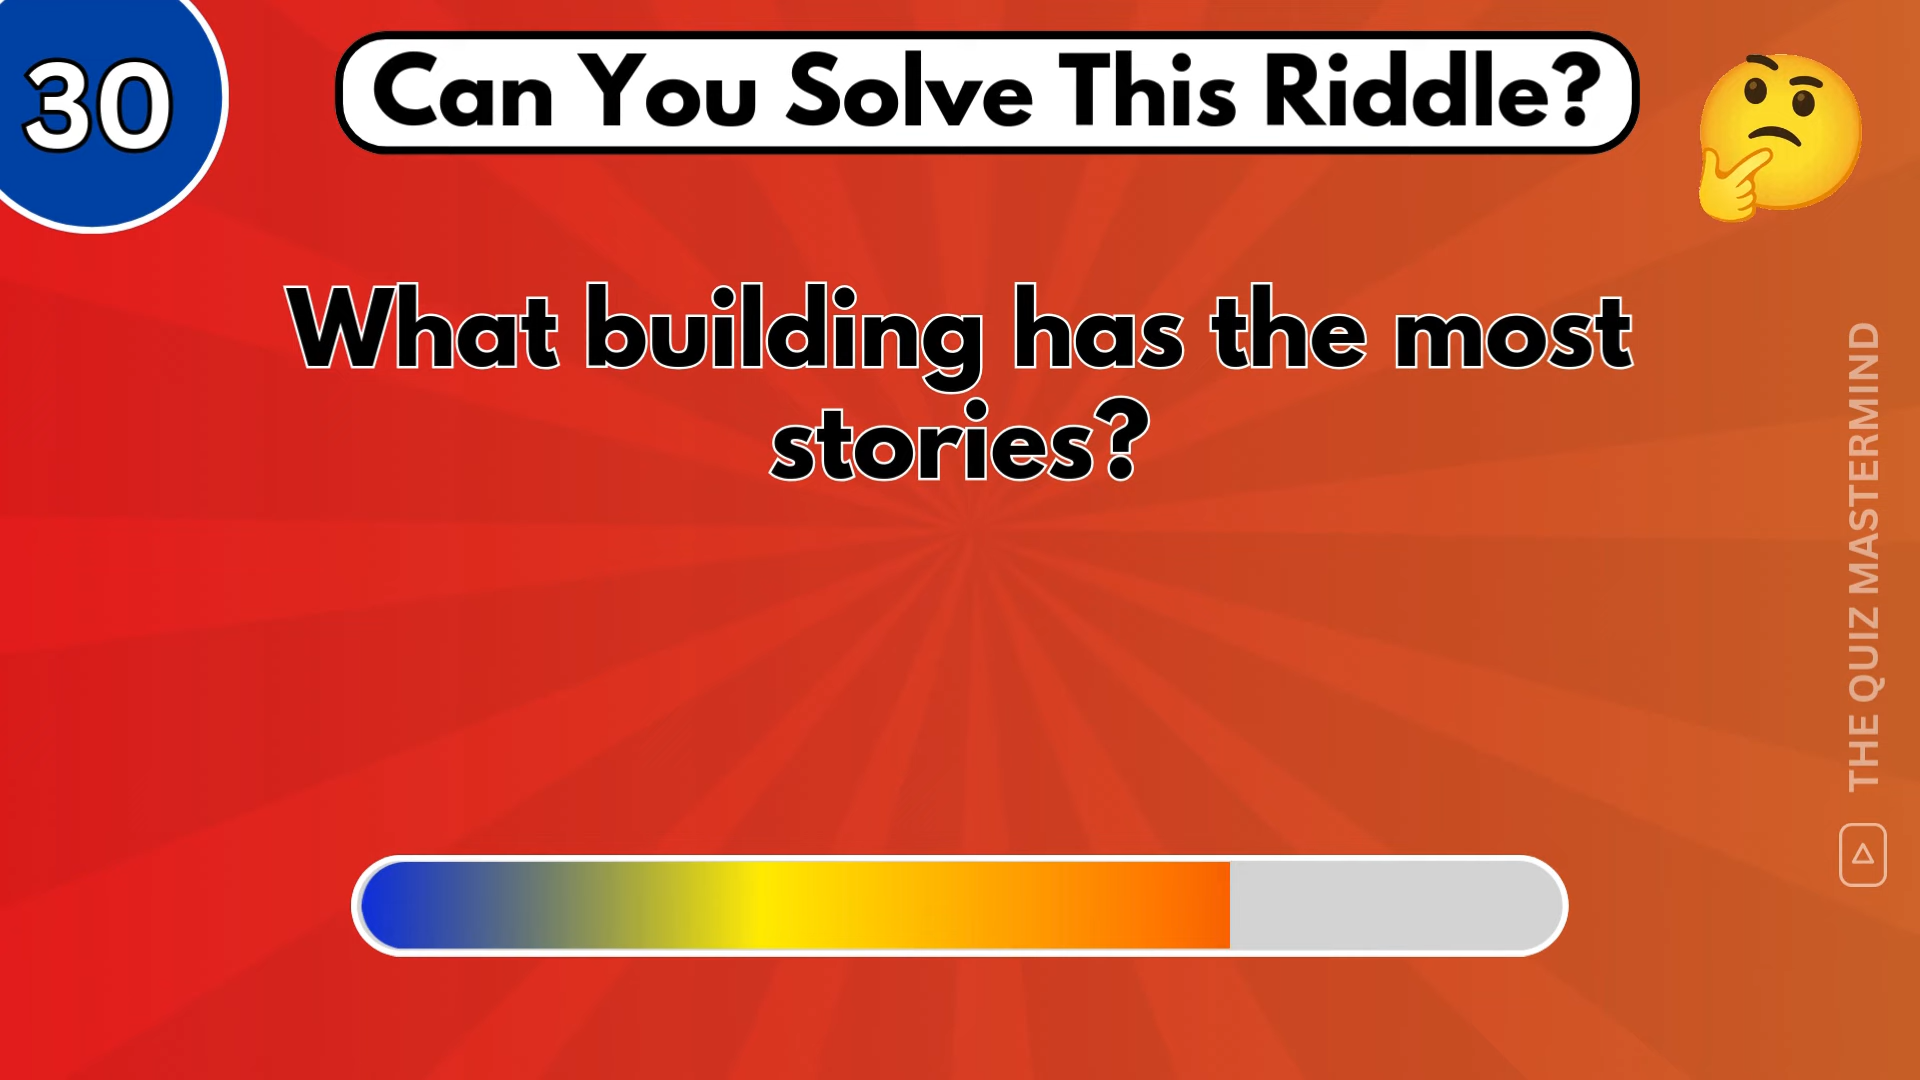 30
Can You Solve This Riddle?
What building has the most
stories?
THE QUIZ MASTERMIND